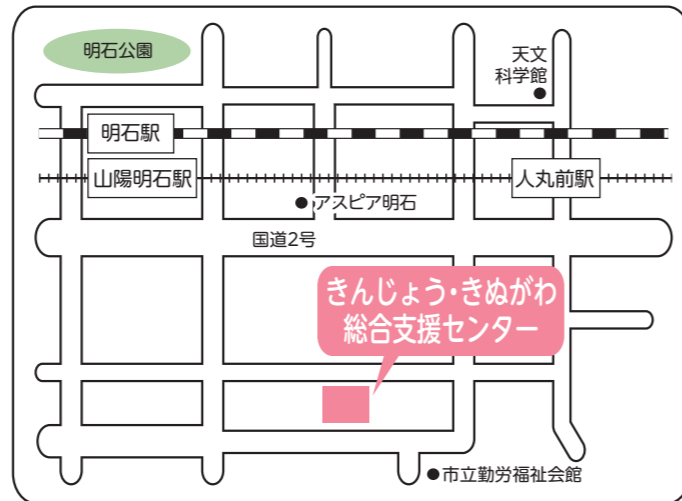 明石公園
天文
科学館
明石駅
山陽明石駅
人丸前駅
アスピア明石
国道2号
きんじょう・きぬがわ
総合支援センター
市立勤労福祉会館